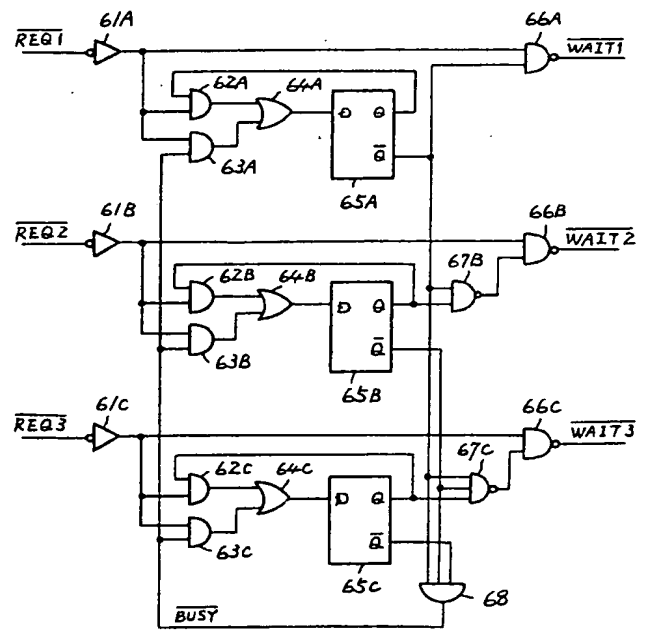 61A
66A
REQ1
WAIT1
62A
64A
D
Q
Q
63A
65A
61B
66B
REQ2
WAIT2
67B
62B
64B
D
Q
Q
63B
65B
61C
66C
REQ3
WAIT3
67C
62C
64C
D
Q
Q
63C
65C
68
BUSY